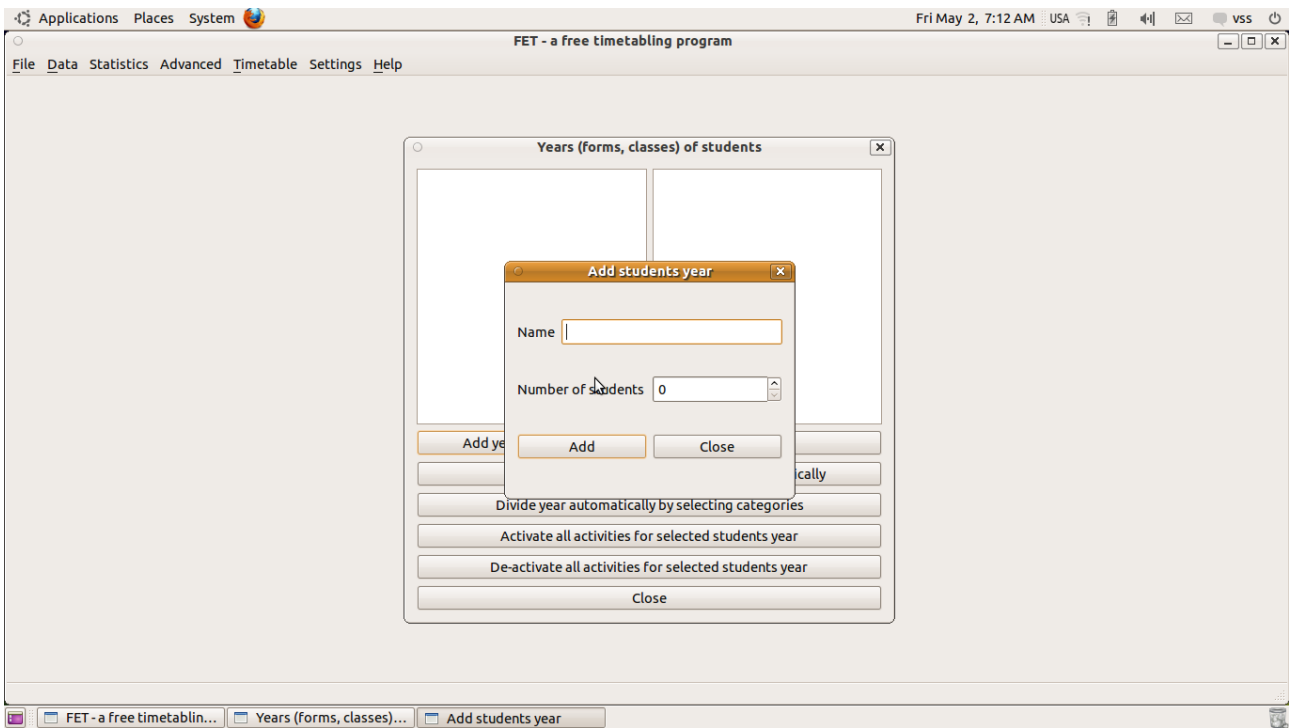 Applications Places System Fri May 2, 7:12 AM USA vss
FET - a free timetabling program
File Data Statistics Advanced Timetable Settings Help
Years (forms, classes) of students
Add students year
Name
Number of students 0
Add ye
Add Close
ically
Divide year automatically by selecting categories
Activate all activities for selected students year
De-activate all activities for selected students year
Close
FET - a free timetablin... Years (forms, classes)... Add students year